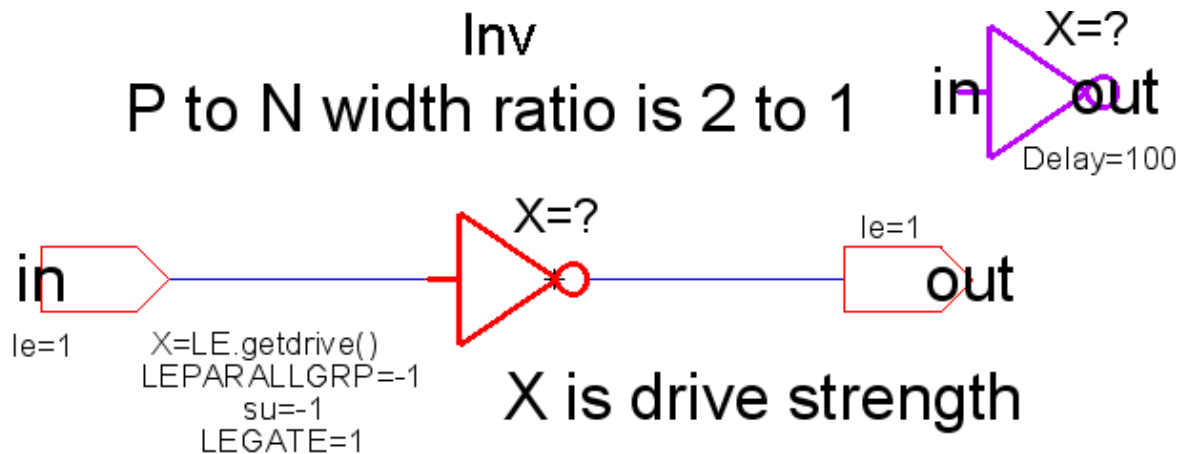 Inv
P to N width ratio is 2 to 1
X=?
in
out
Delay=100
X=?
le=1
in
out
le=1
X=LE.getdrive()
LEPARALLGRP=-1
su=-1
LEGATE=1
X is drive strength